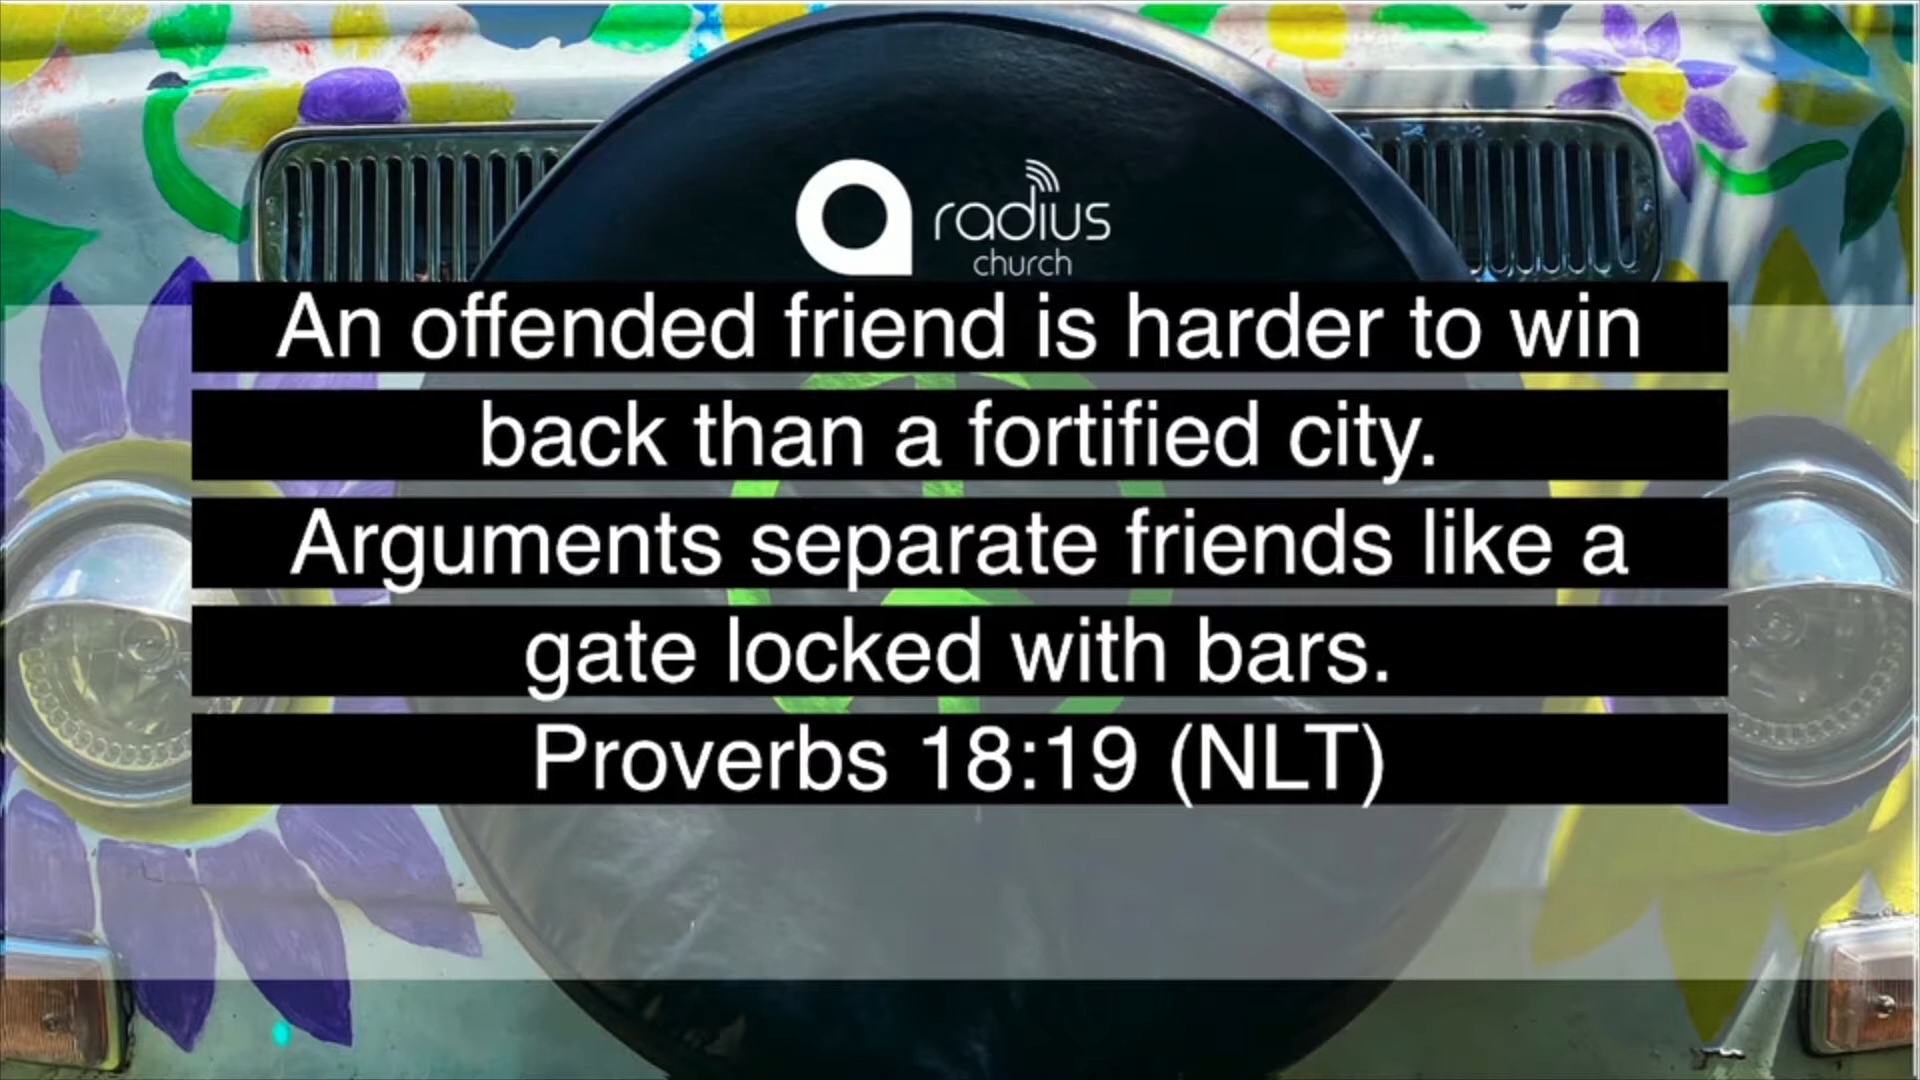 radius
church
An offended friend is harder to win
back than a fortified city.
Arguments separate friends like a
gate locked with bars.
Proverbs 18:19 (NLT)